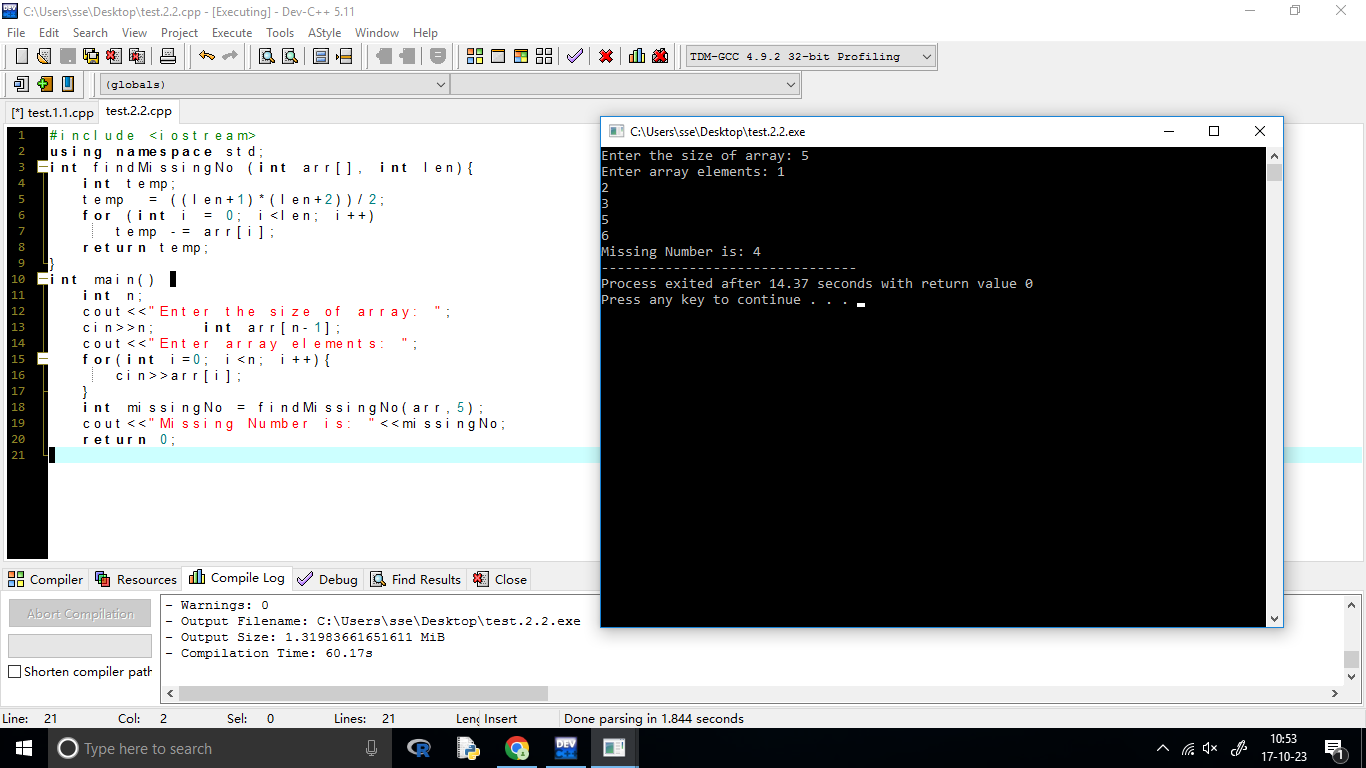 C:\Users\sse\Desktop\test.2.2.cpp - [Executing] - Dev-C++ 5.11
File Edit Search View Project Execute Tools AStyle Window Help
TDM-GCC 4.9.2 32-bit Profiling
(globals)
[*] test.1.1.cpp test.2.2.cpp
1 #include <iostream>
2 using namespace std;
3 int findMissingNo (int arr[], int len){
4 int temp;
5 temp = ((len+1)*(len+2))/2;
6 for (int i = 0; i<len; i++)
7 temp -= arr[i];
8 return temp;
9 }
10 int main()
11 int n;
12 cout<<"Enter the size of array: ";
13 cin>>n; int arr[n-1];
14 cout<<"Enter array elements: ";
15 for(int i=0; i<n; i++){
16 cin>>arr[i];
17 }
18 int missingNo = findMissingNo(arr,5);
19 cout<<"Missing Number is: "<<missingNo;
20 return 0;
21
C:\Users\sse\Desktop\test.2.2.exe
Enter the size of array: 5
Enter array elements: 1
2
3
5
6
Missing Number is: 4
--------------------------------
Process exited after 14.37 seconds with return value 0
Press any key to continue . . .
Compiler Resources Compile Log Debug Find Results Close
Abort Compilation
Shorten compiler path
- Warnings: 0
- Output Filename: C:\Users\sse\Desktop\test.2.2.exe
- Output Size: 1.31983661651611 MiB
- Compilation Time: 60.17s
Line: 21 Col: 2 Sel: 0 Lines: 21 Insert Done parsing in 1.844 seconds
Type here to search
R
DEV C++
10:53
17-10-23
1